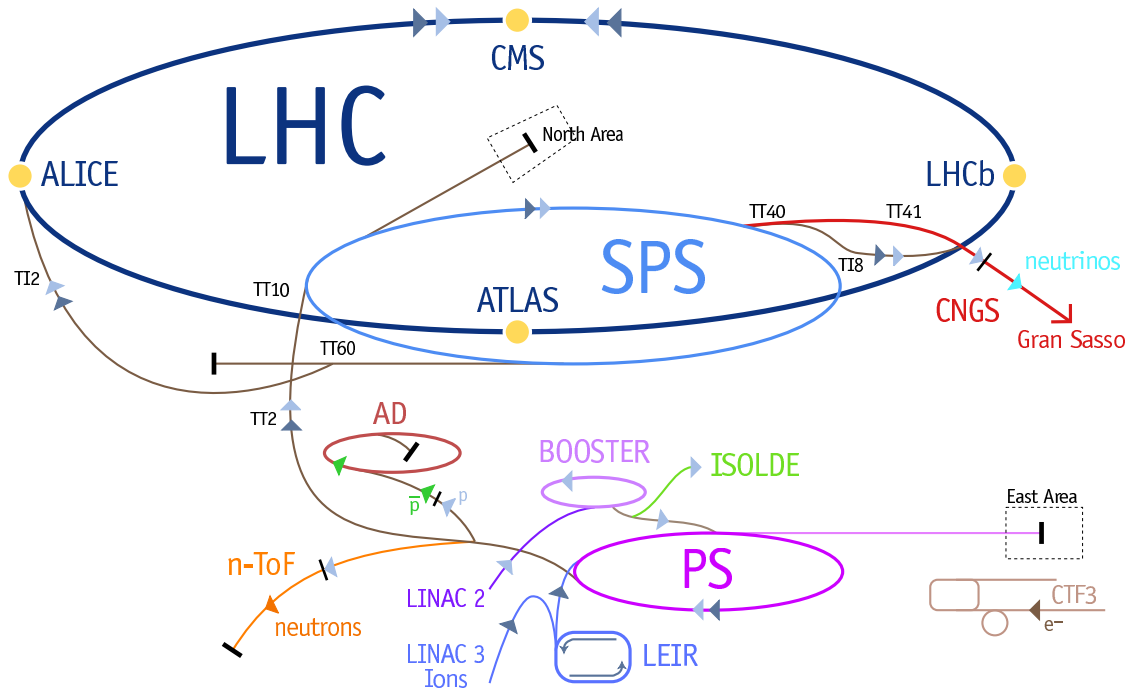 CMS
LHC
North Area
ALICE
LHCb
TT40
TT41
SPS
TI8
neutrinos
TI2
TT10
ATLAS
CNGS
Gran Sasso
TT60
TT2
AD
BOOSTER
ISOLDE
p̅
p
East Area
n-ToF
PS
LINAC 2
CTF3
neutrons
e−
LINAC 3
Ions
LEIR